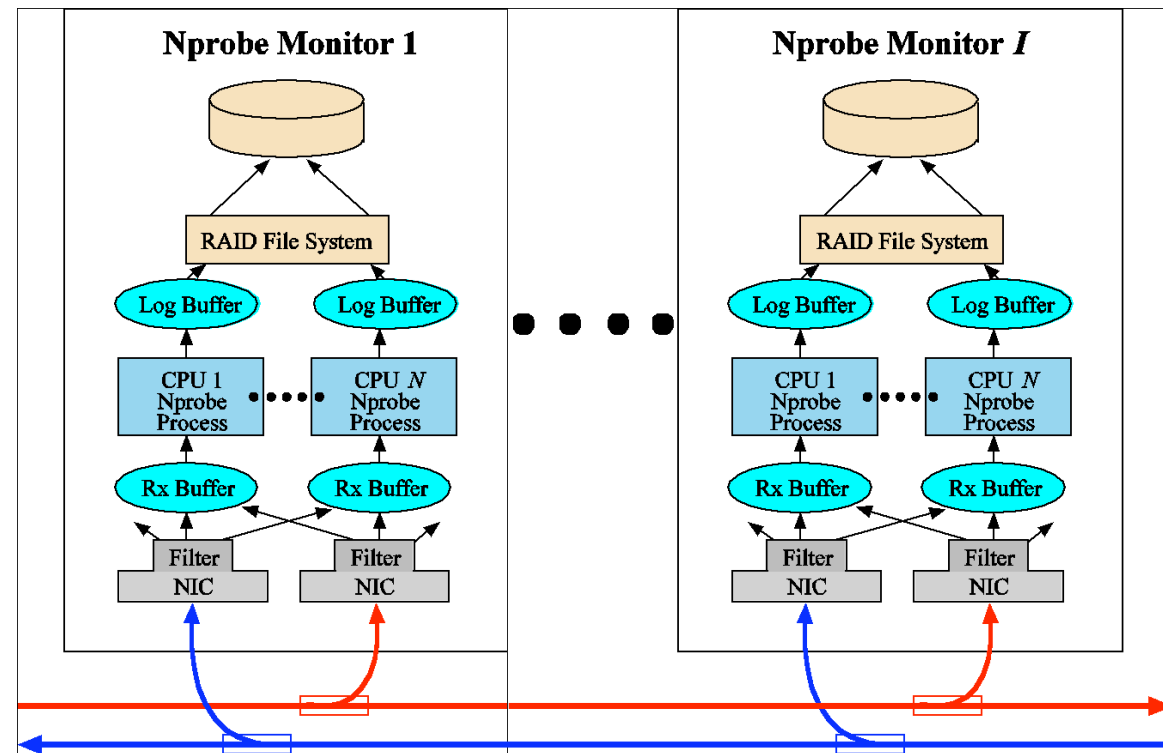 Nprobe Monitor 1
RAID File System
Log Buffer
Log Buffer
CPU 1
Nprobe
Process
CPU N
Nprobe
Process
Rx Buffer
Rx Buffer
Filter
NIC
Filter
NIC
Nprobe Monitor I
RAID File System
Log Buffer
Log Buffer
CPU 1
Nprobe
Process
CPU N
Nprobe
Process
Rx Buffer
Rx Buffer
Filter
NIC
Filter
NIC